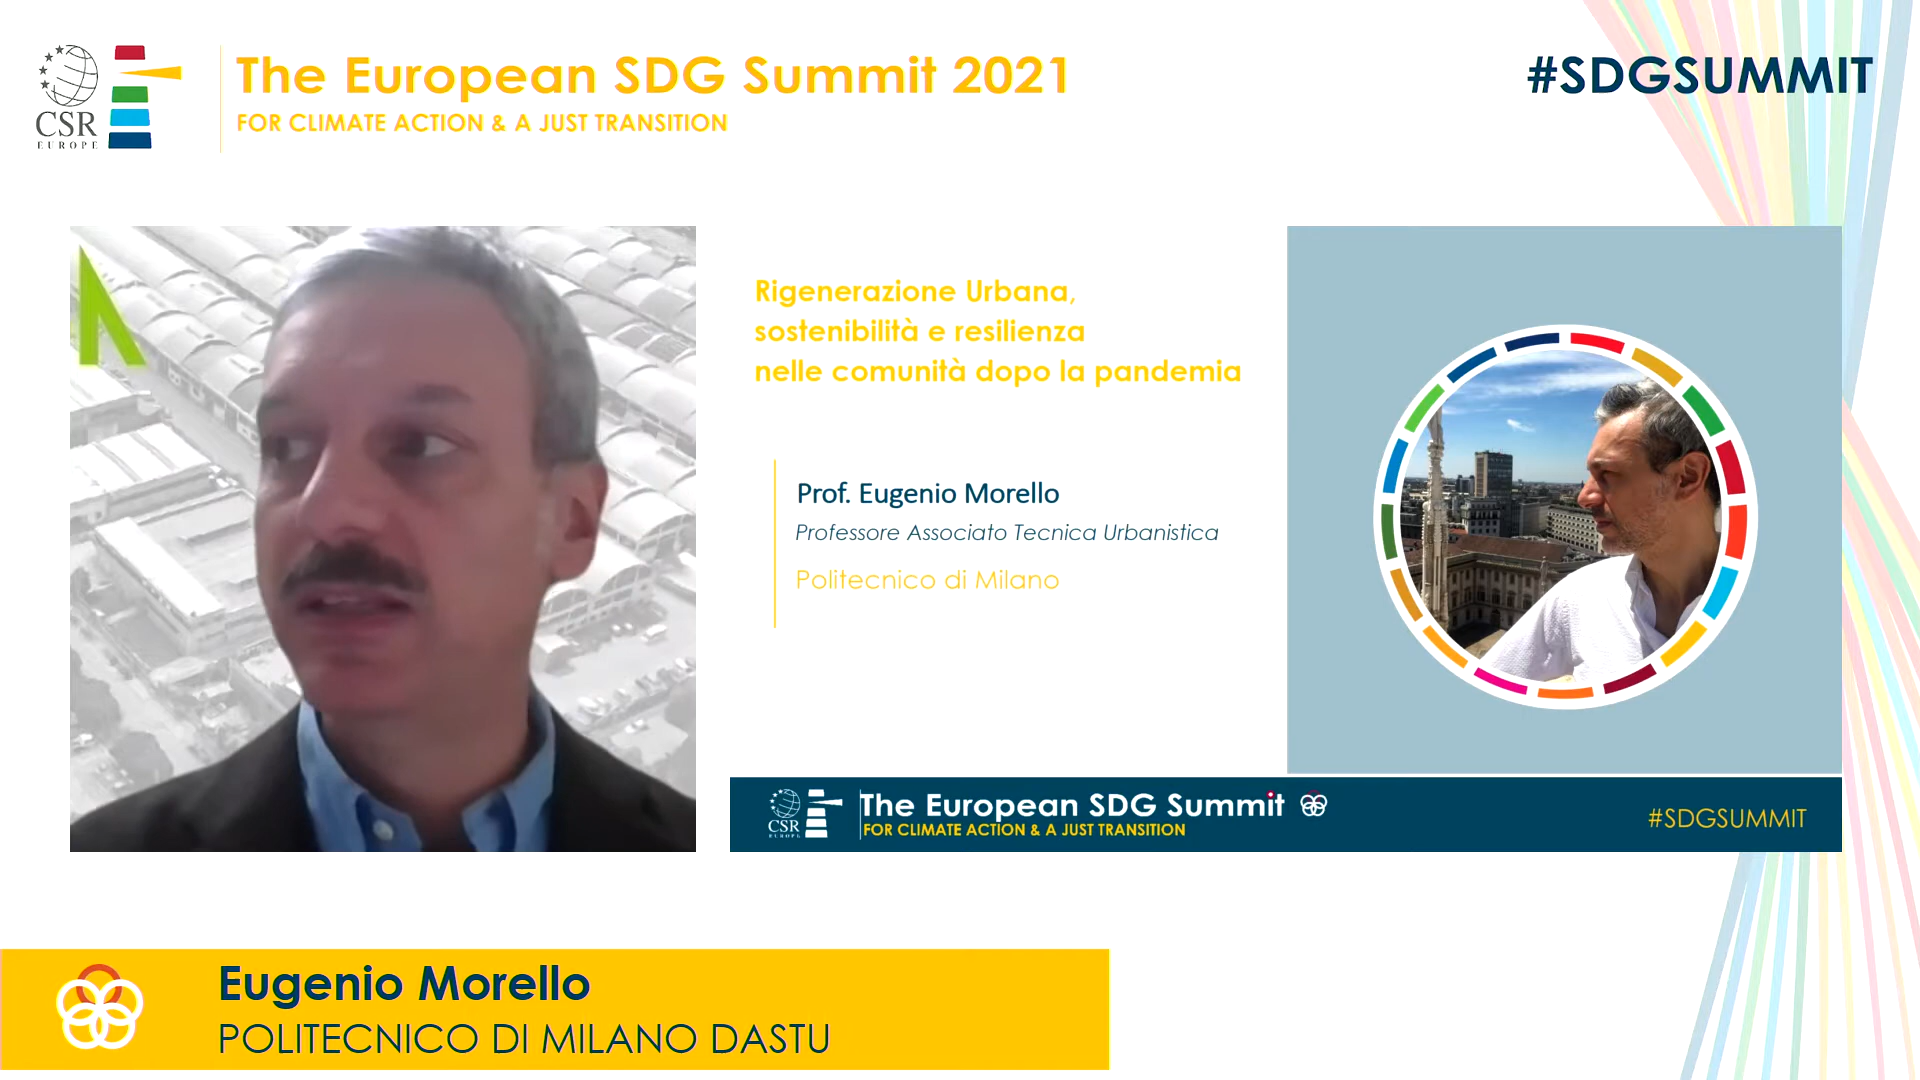 CSR
EUROPE
The European SDG Summit 2021
FOR CLIMATE ACTION & A JUST TRANSITION
#SDGSUMMIT
Rigenerazione Urbana,
sostenibilità e resilienza
nelle comunità dopo la pandemia
Prof. Eugenio Morello
Professore Associato Tecnica Urbanistica
Politecnico di Milano
CSR
EUROPE
The European SDG Summit
FOR CLIMATE ACTION & A JUST TRANSITION
#SDGSUMMIT
Eugenio Morello
POLITECNICO DI MILANO DASTU